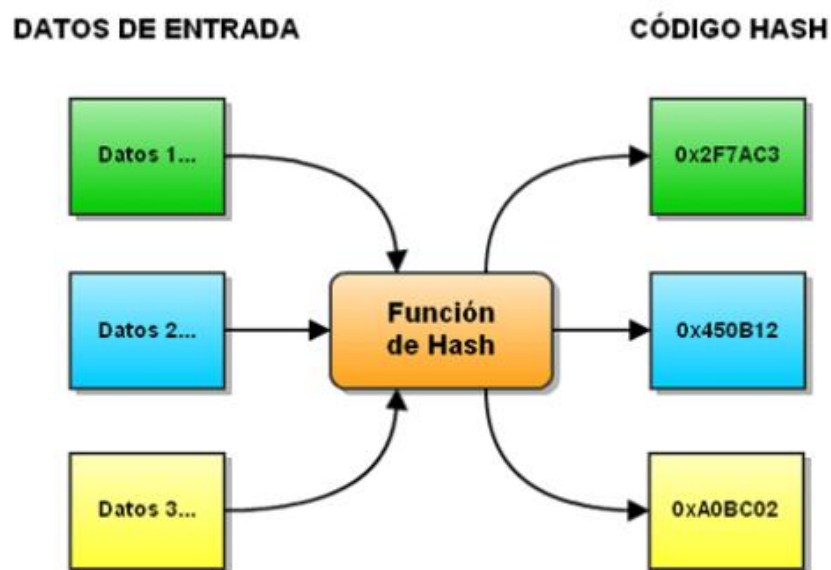 DATOS DE ENTRADA
CÓDIGO HASH
Datos 1...
0x2F7AC3
Datos 2...
Función
de Hash
0x450B12
Datos 3...
0xA0BC02